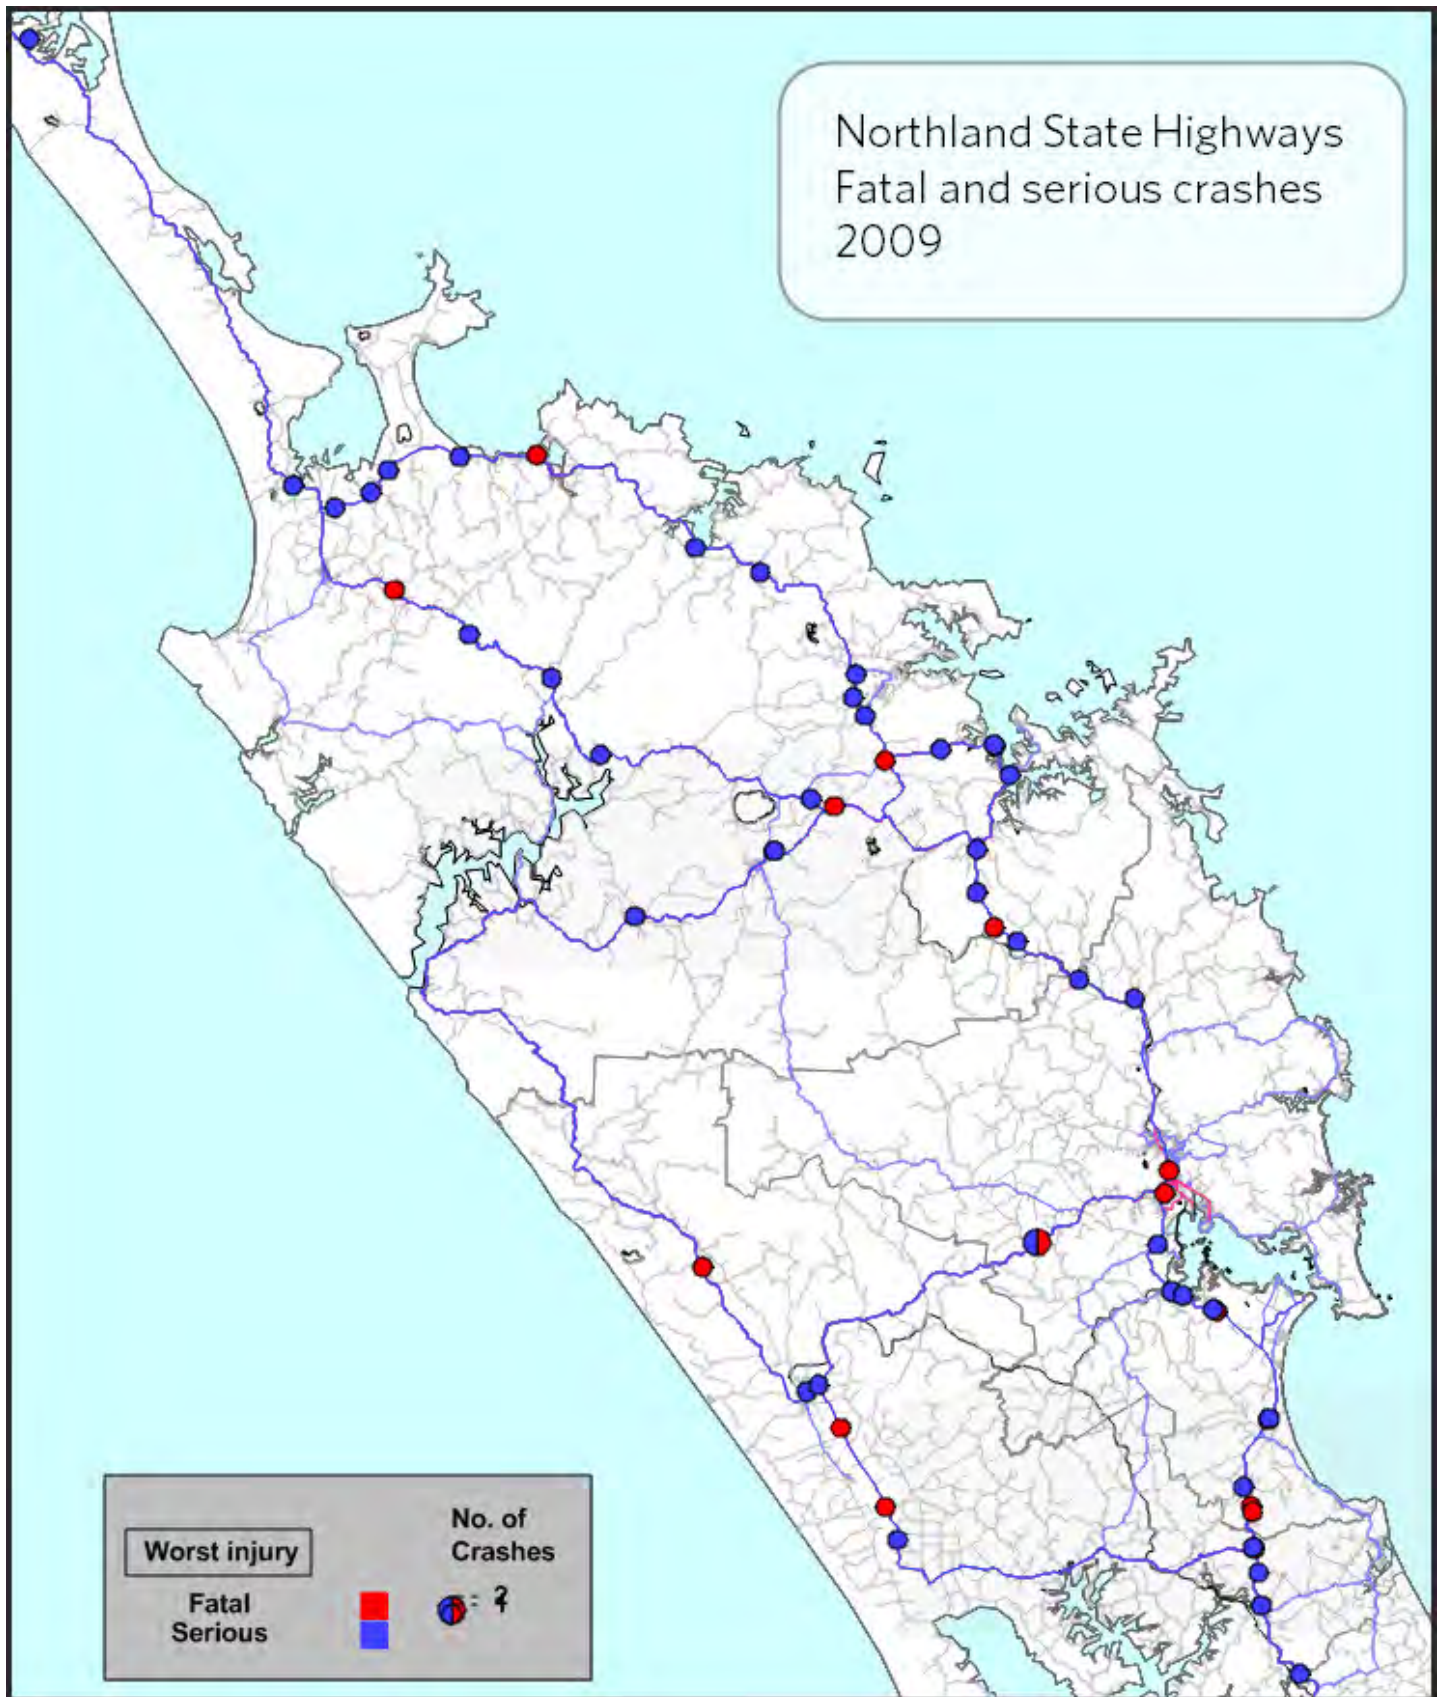 Northland State Highways
Fatal and serious crashes
2009
No. of
Crashes
Worst injury
Fatal
Serious